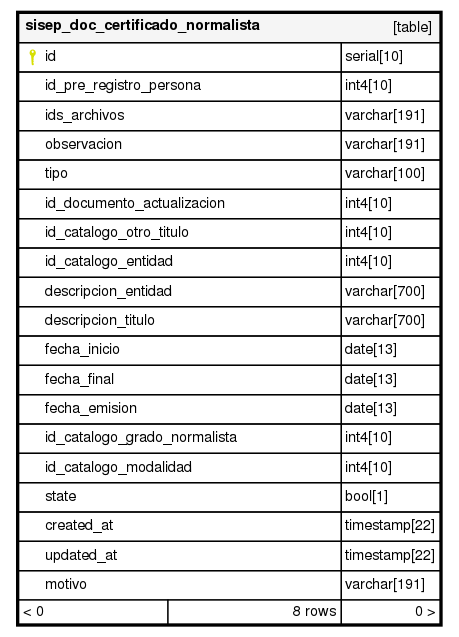 sisep_doc_certificado_normalista [table]
id serial[10]
id_pre_registro_persona int4[10]
ids_archivos varchar[191]
observacion varchar[191]
tipo varchar[100]
id_documento_actualizacion int4[10]
id_catalogo_otro_titulo int4[10]
id_catalogo_entidad int4[10]
descripcion_entidad varchar[700]
descripcion_titulo varchar[700]
fecha_inicio date[13]
fecha_final date[13]
fecha_emision date[13]
id_catalogo_grado_normalista int4[10]
id_catalogo_modalidad int4[10]
state bool[1]
created_at timestamp[22]
updated_at timestamp[22]
motivo varchar[191]
< 0 8 rows 0 >